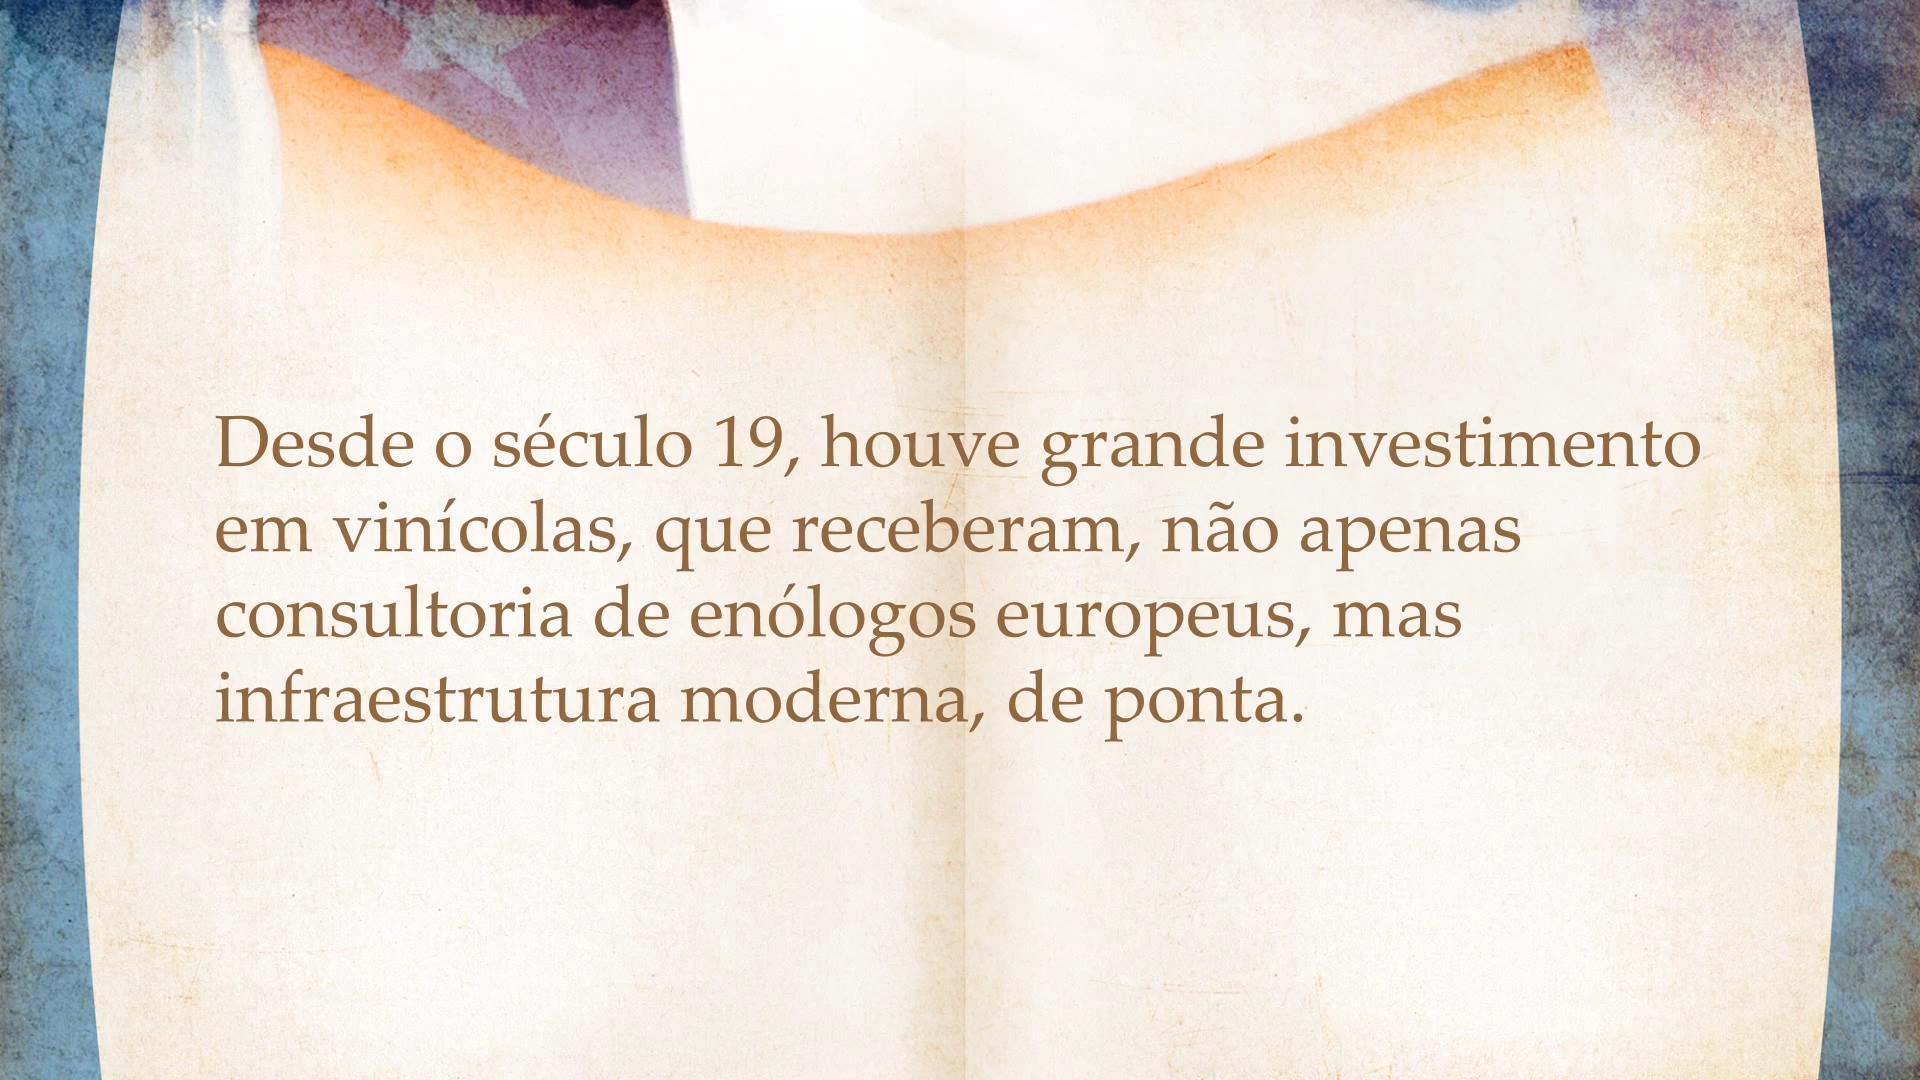 Desde o século 19, houve grande investimento
em vinícolas, que receberam, não apenas
consultoria de enólogos europeus, mas
infraestrutura moderna, de ponta.